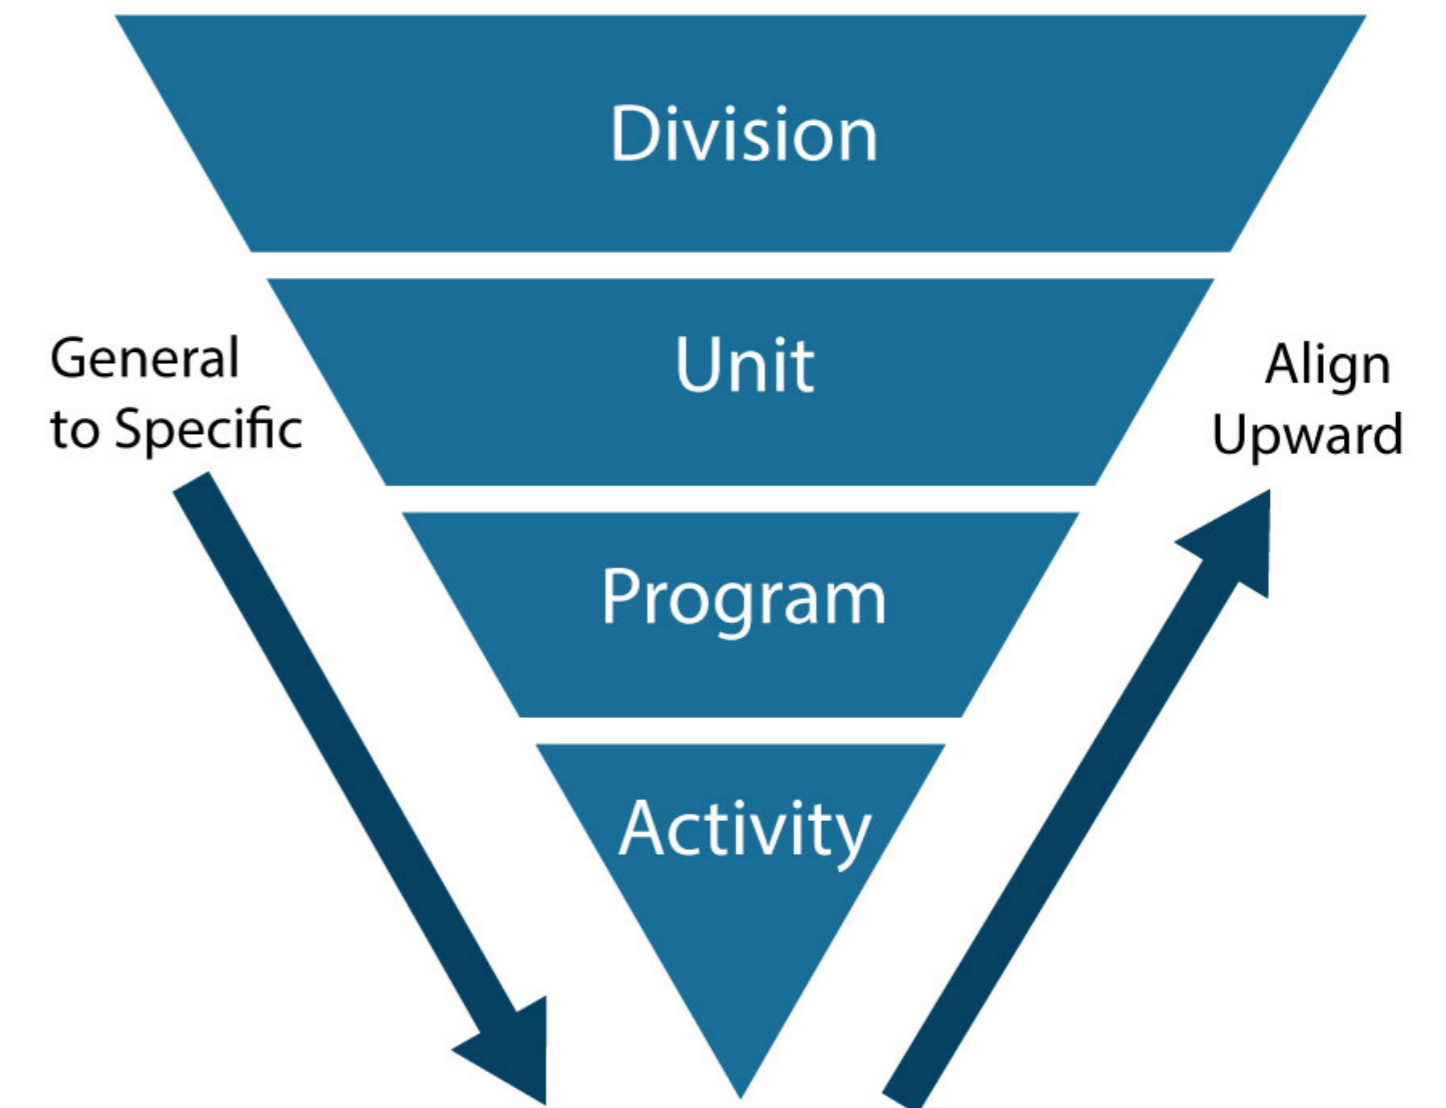 Division
Unit
General
to Specific
Align
Upward
Program
Activity